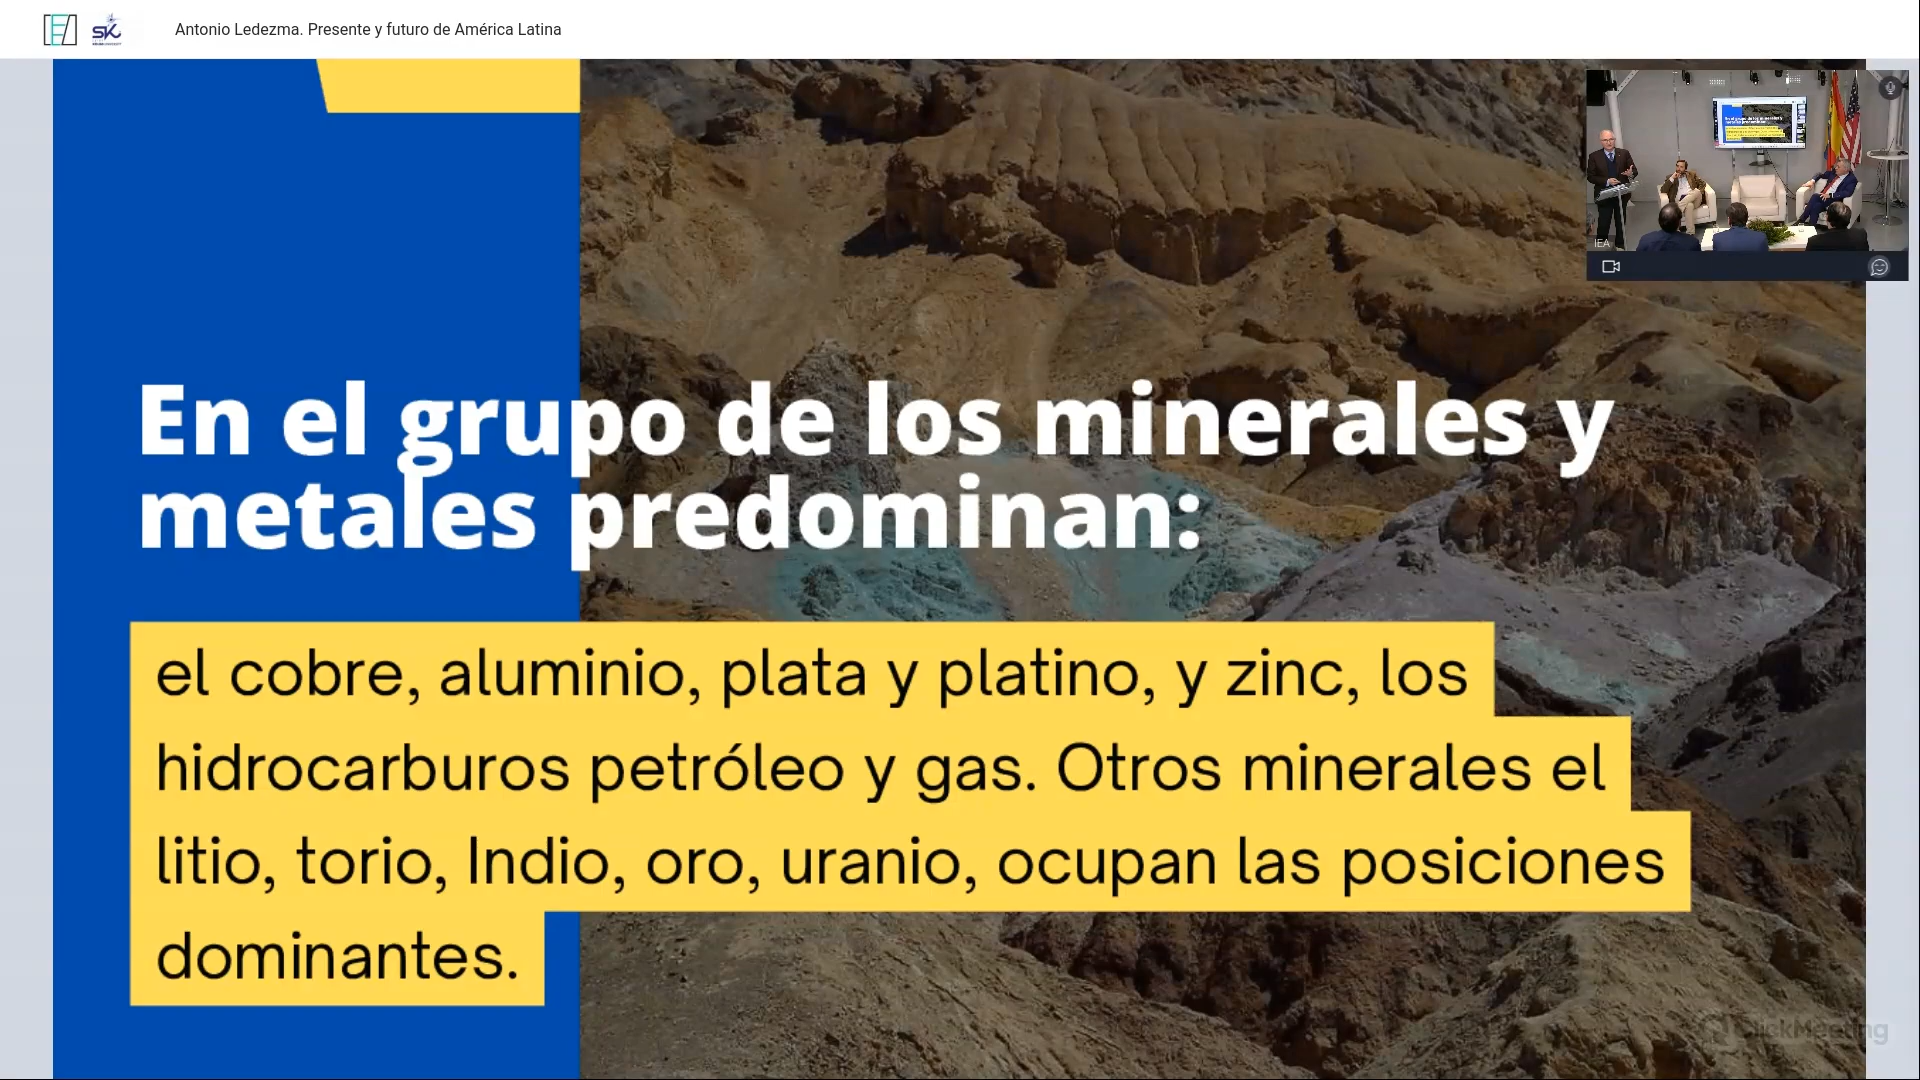 Antonio Ledezma. Presente y futuro de América Latina
IEA
En el grupo de los minerales y
metales predominan:
el cobre, aluminio, plata y platino, y zinc, los
hidrocarburos petróleo y gas. Otros minerales el
litio, torio, Indio, oro, uranio, ocupan las posiciones
dominantes.
ClickMeeting